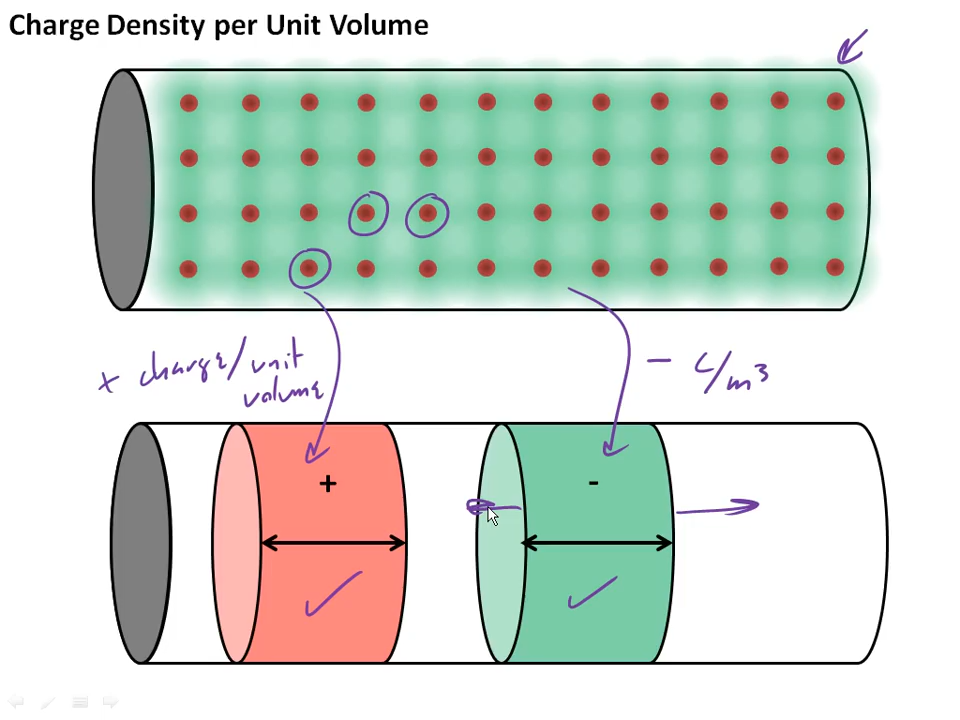 Charge Density per Unit Volume
+ charge/unit
volume
- C/m³
+
-